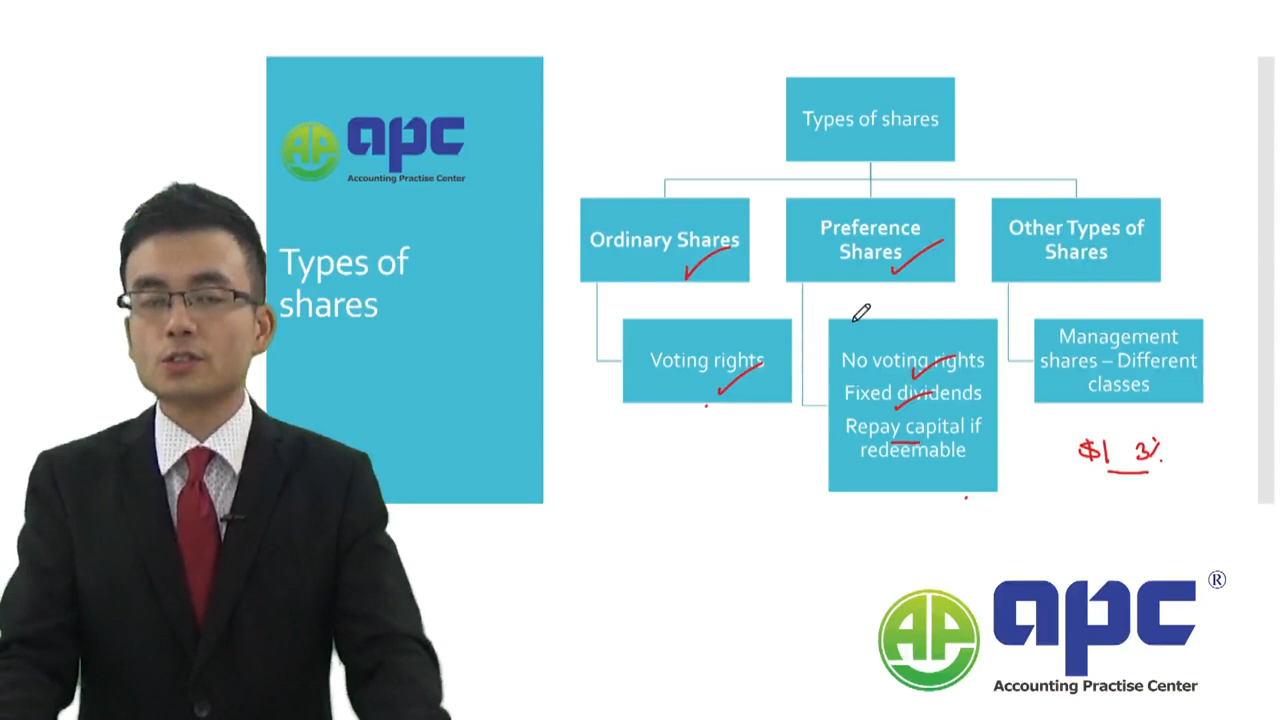 apc
Accounting Practise Center
Types of
shares
Types of shares
Ordinary Shares
Voting rights
Preference
Shares
No voting rights
Fixed dividends
Repay capital if
redeemable
Other Types of
Shares
Management
shares – Different
classes
$1 3%
AP
apc ®
Accounting Practise Center